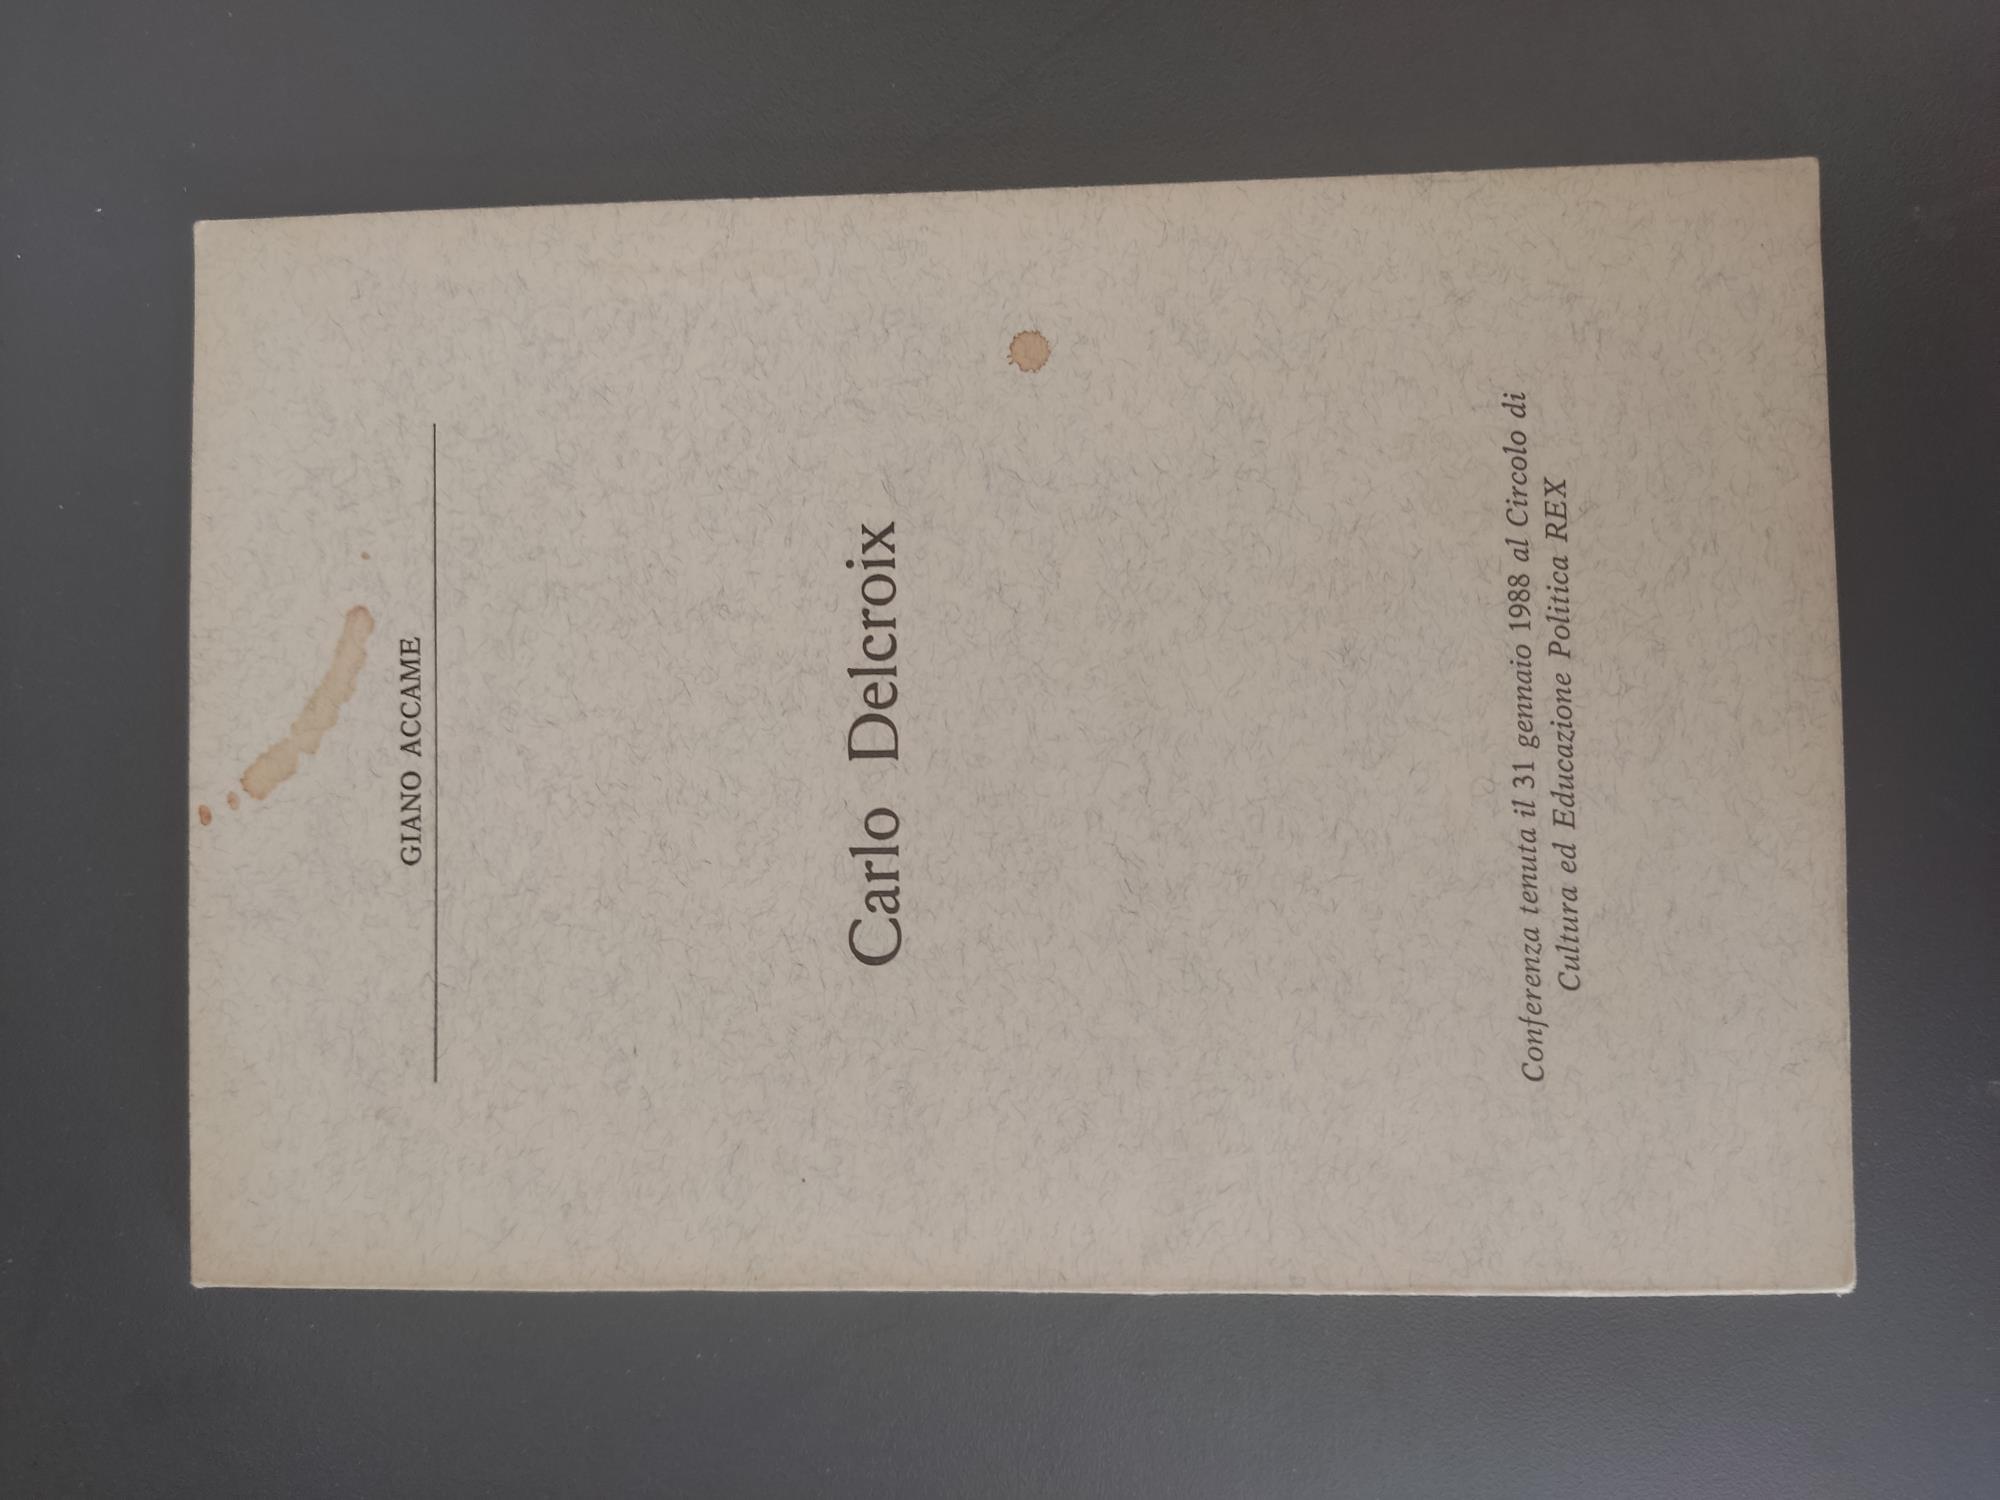 GIANO ACCAME
Carlo Delcroix
Conferenza tenuta il 31 gennaio 1988 al Circolo di
Cultura ed Educazione Politica REX